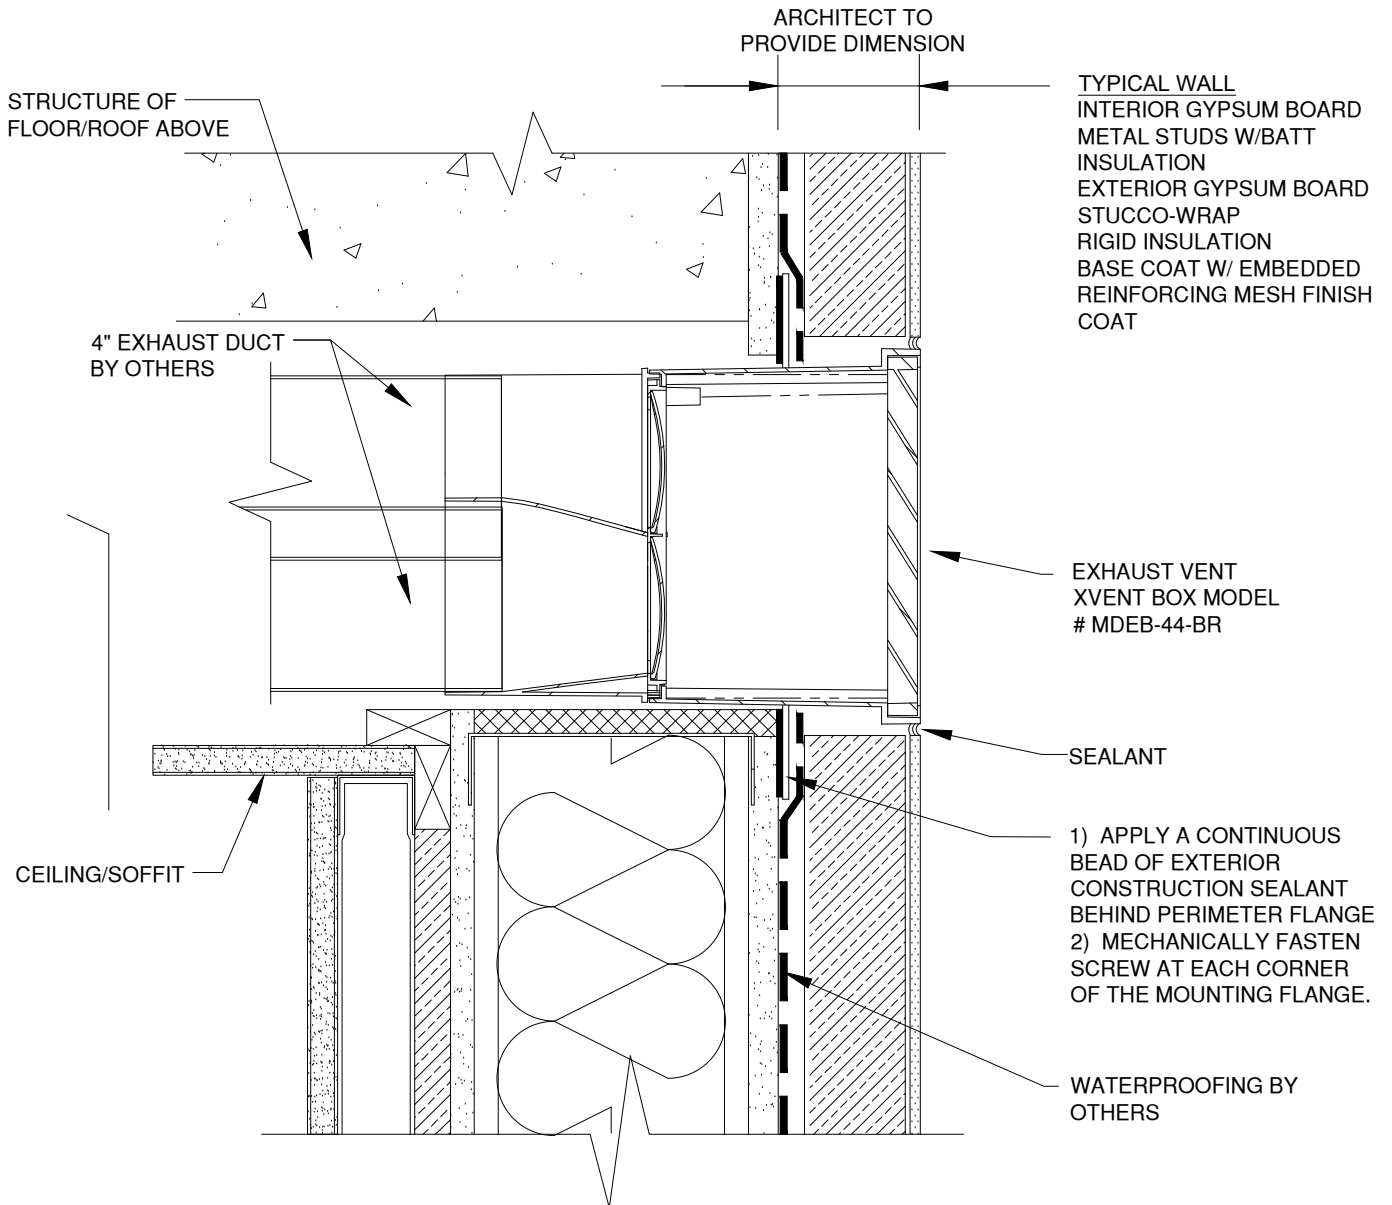 ARCHITECT TO
PROVIDE DIMENSION
STRUCTURE OF
FLOOR/ROOF ABOVE
TYPICAL WALL
INTERIOR GYPSUM BOARD
METAL STUDS W/BATT
INSULATION
EXTERIOR GYPSUM BOARD
STUCCO-WRAP
RIGID INSULATION
BASE COAT W/ EMBEDDED
REINFORCING MESH FINISH
COAT
4" EXHAUST DUCT
BY OTHERS
EXHAUST VENT
XVENT BOX MODEL
# MDEB-44-BR
SEALANT
CEILING/SOFFIT
1) APPLY A CONTINUOUS
BEAD OF EXTERIOR
CONSTRUCTION SEALANT
BEHIND PERIMETER FLANGE
2) MECHANICALLY FASTEN
SCREW AT EACH CORNER
OF THE MOUNTING FLANGE.
WATERPROOFING BY
OTHERS